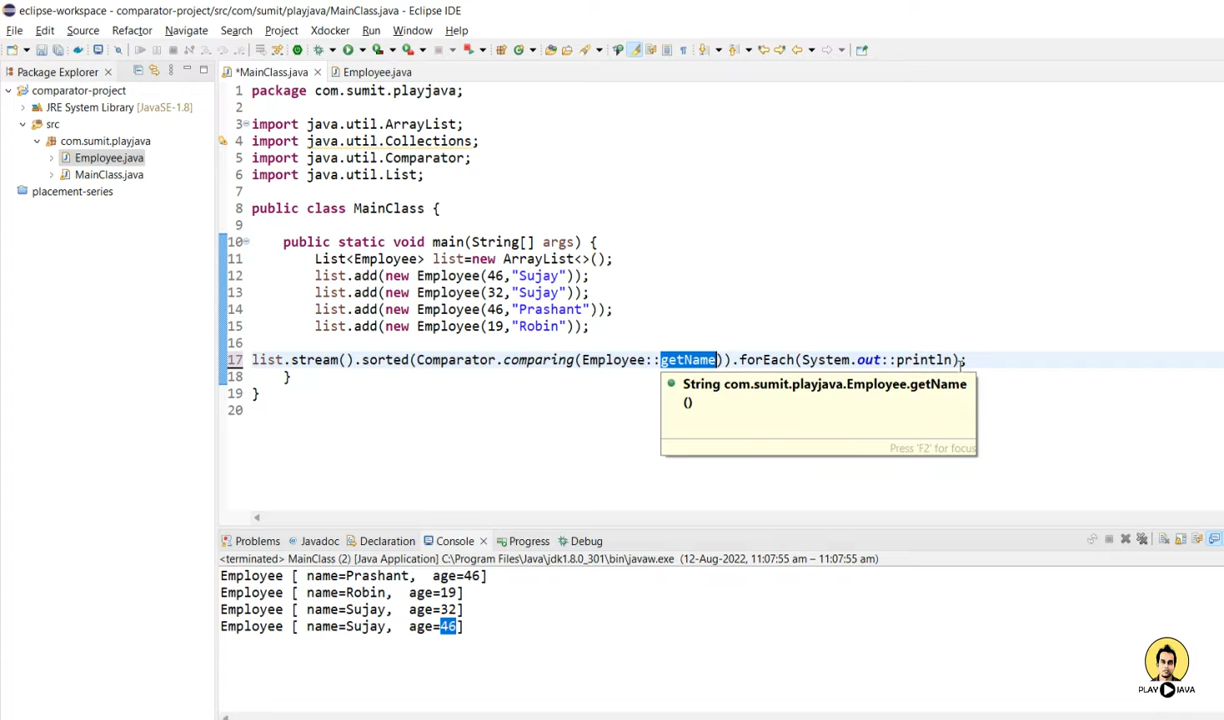 eclipse-workspace - comparator-project/src/com/sumit/playjava/MainClass.java - Eclipse IDE
File Edit Source Refactor Navigate Search Project Xdocker Run Window Help
Package Explorer
*MainClass.java
Employee.java
comparator-project
JRE System Library [JavaSE-1.8]
src
com.sumit.playjava
Employee.java
MainClass.java
placement-series
1 package com.sumit.playjava;
2
3 import java.util.ArrayList;
4 import java.util.Collections;
5 import java.util.Comparator;
6 import java.util.List;
7
8 public class MainClass {
9
10 public static void main(String[] args) {
11 List<Employee> list=new ArrayList<>();
12 list.add(new Employee(46,"Sujay"));
13 list.add(new Employee(32,"Sujay"));
14 list.add(new Employee(46,"Prashant"));
15 list.add(new Employee(19,"Robin"));
16
17 list.stream().sorted(Comparator.comparing(Employee::getName)).forEach(System.out::println);
18 }
19 }
20
String com.sumit.playjava.Employee.getName
()
Press 'F2' for focus
Problems Javadoc Declaration Console Progress Debug
<terminated> MainClass (2) [Java Application] C:\Program Files\Java\jdk1.8.0_301\bin\javaw.exe (12-Aug-2022, 11:07:55 am – 11:07:55 am)
Employee [ name=Prashant,  age=46]
Employee [ name=Robin,  age=19]
Employee [ name=Sujay,  age=32]
Employee [ name=Sujay,  age=46]
PLAY JAVA